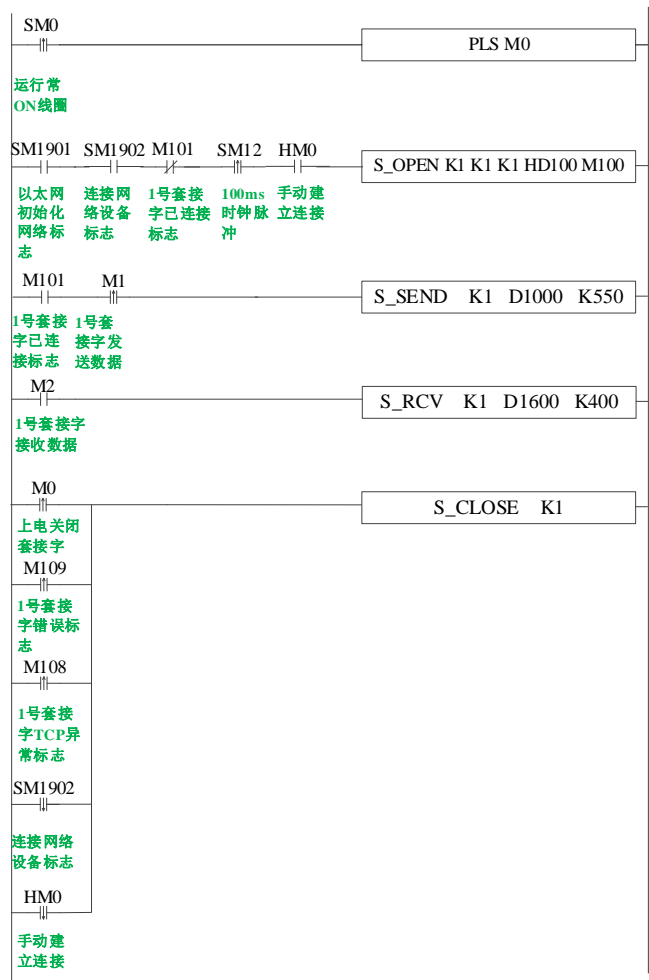 SM0
PLS M0
运行常
ON线圈
SM1901 SM1902 M101 SM12 HM0
S_OPEN K1 K1 K1 HD100 M100
以太网 连接网 1号套接 100ms 手动建
初始化 络设备 字已连接 时钟脉 立连接
网络标 标志 标志 冲
志
M101 M1
S_SEND K1 D1000 K550
1号套接 1号套
字已连 接字发
接标志 送数据
M2
S_RCV K1 D1600 K400
1号套接字
接收数据
M0
S_CLOSE K1
上电关闭
套接字
M109
1号套接
字错误标
志
M108
1号套接
字TCP异
常标志
SM1902
连接网络
设备标志
HM0
手动建
立连接